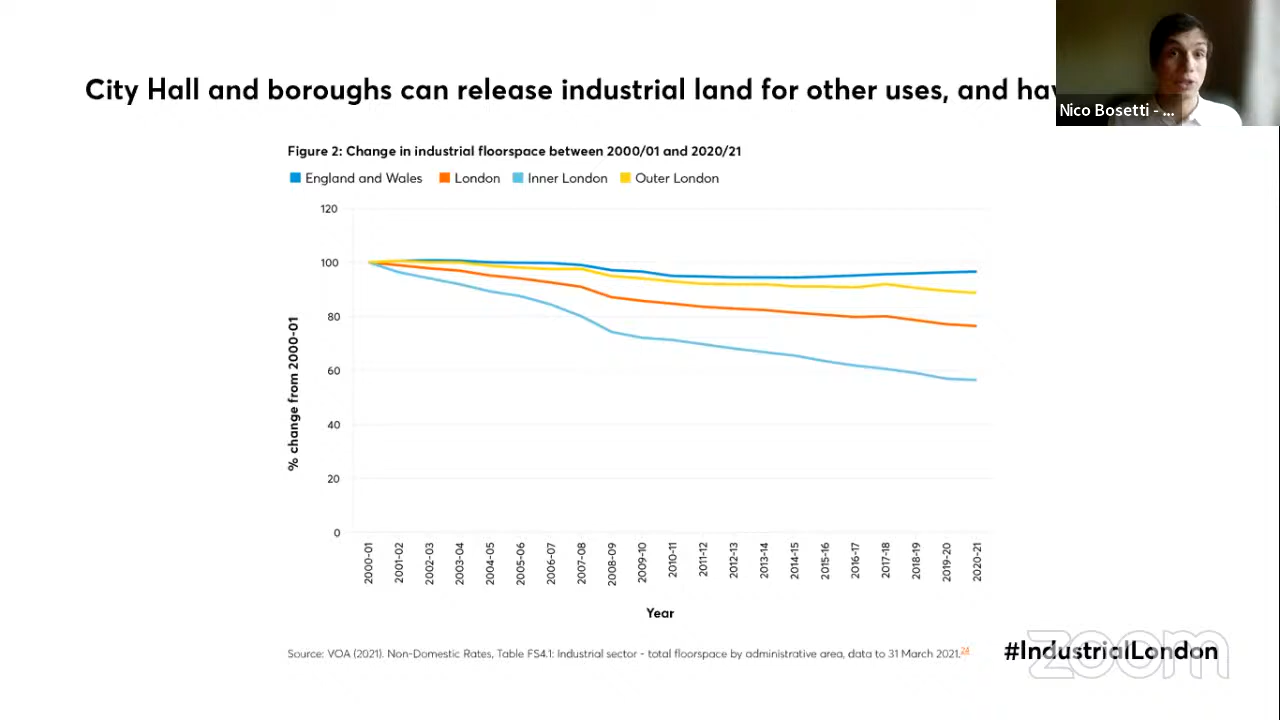 City Hall and boroughs can release industrial land for other uses, and
Nico Bosetti - ...
Figure 2: Change in industrial floorspace between 2000/01 and 2020/21
England and Wales London Inner London Outer London
120
100
80
60
40
20
0
% change from 2000-01
2000-01 2001-02 2002-03 2003-04 2004-05 2005-06 2006-07 2007-08 2008-09 2009-10 2010-11 2011-12 2012-13 2013-14 2014-15 2015-16 2016-17 2017-18 2018-19 2019-20 2020-21
Year
Source: VOA (2021). Non-Domestic Rates, Table FS4.1: Industrial sector - total floorspace by administrative area, data to 31 March 2021.24
#IndustrialLondon
zoom